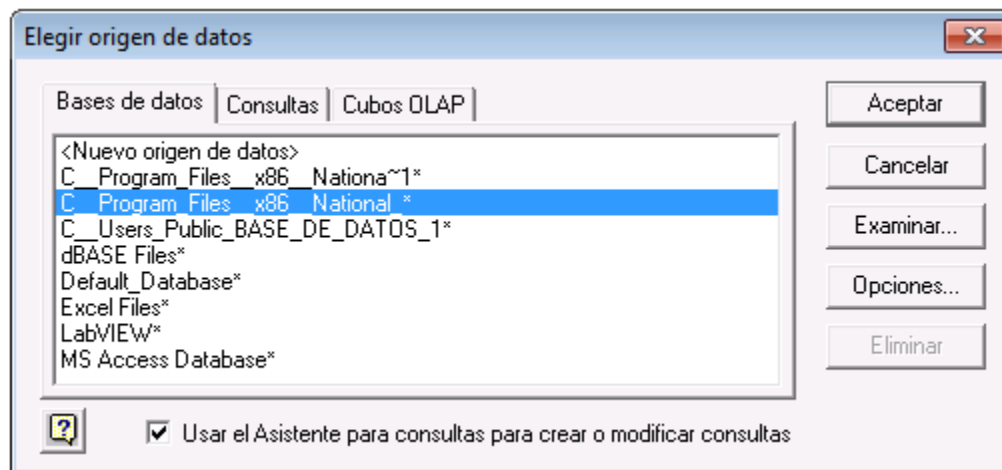 Elegir origen de datos
Bases de datos Consultas Cubos OLAP
<Nuevo origen de datos>
C__Program_Files__x86__Nationa~1*
C__Program_Files__x86__National_*
C__Users_Public_BASE_DE_DATOS_1*
dBASE Files*
Default_Database*
Excel Files*
LabVIEW*
MS Access Database*
Aceptar
Cancelar
Examinar...
Opciones...
Eliminar
Usar el Asistente para consultas para crear o modificar consultas